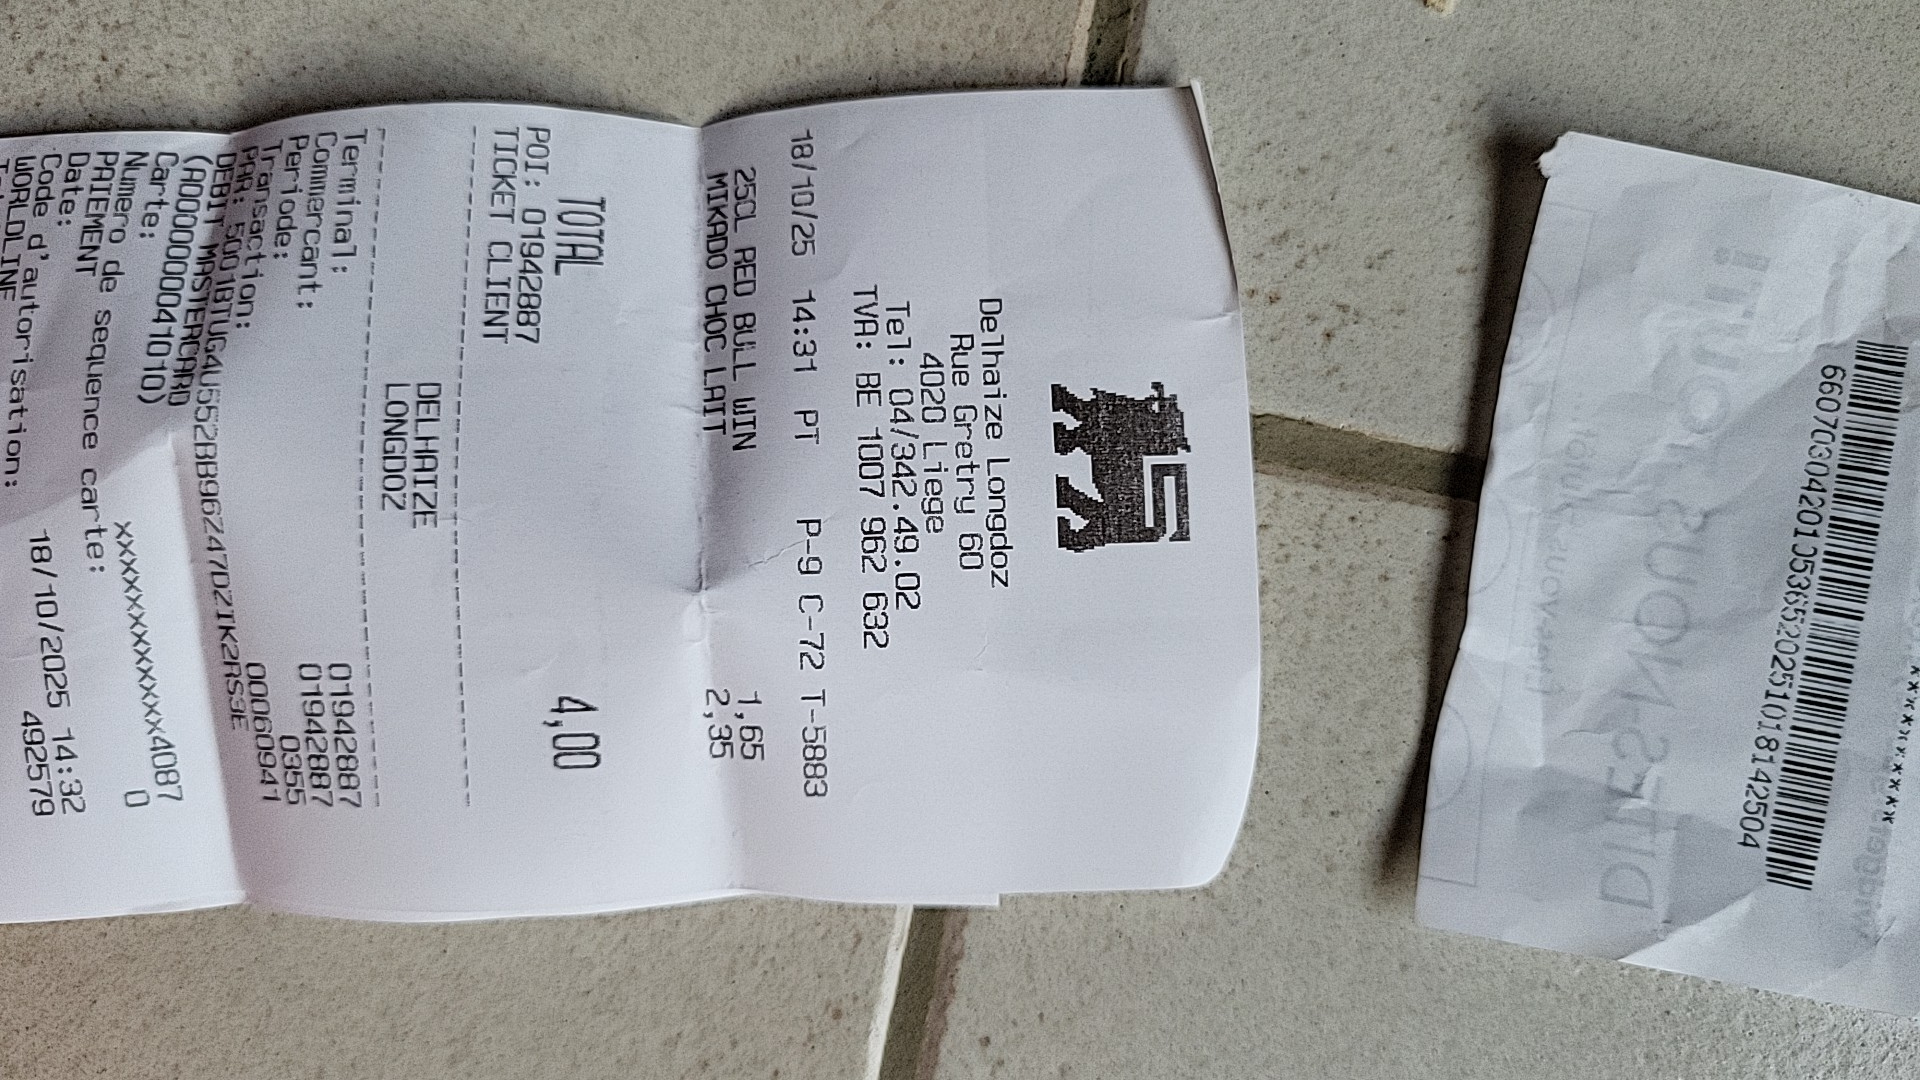 Delhaize Longdoz
Rue Gretry 60
4020 Liege
Tel: 04/342.49.02
TVA: BE 1007 962 632
18/10/25 14:31 PT P-9 C-72 T-5883
25CL RED BULL WIN 1,65
MIKADO CHOC LAIT 2,35
TOTAL 4,00
POI: 01942887
TICKET CLIENT
--------------------------------
DELHAIZE
LONGDOZ
--------------------------------
Terminal: 01942887
Commercant: 01942887
Periode: 0355
Transaction: 00060941
DEBIT MASTERCARD
(A0000000041010)
Carte: xxxxxxxxxxxxxxx4087
Numero de sequence carte: 0
PAIEMENT
Date: 18/10/2025 14:32
Code d'autorisation: 492579
WORLDLINE
660703042010536520251018142504